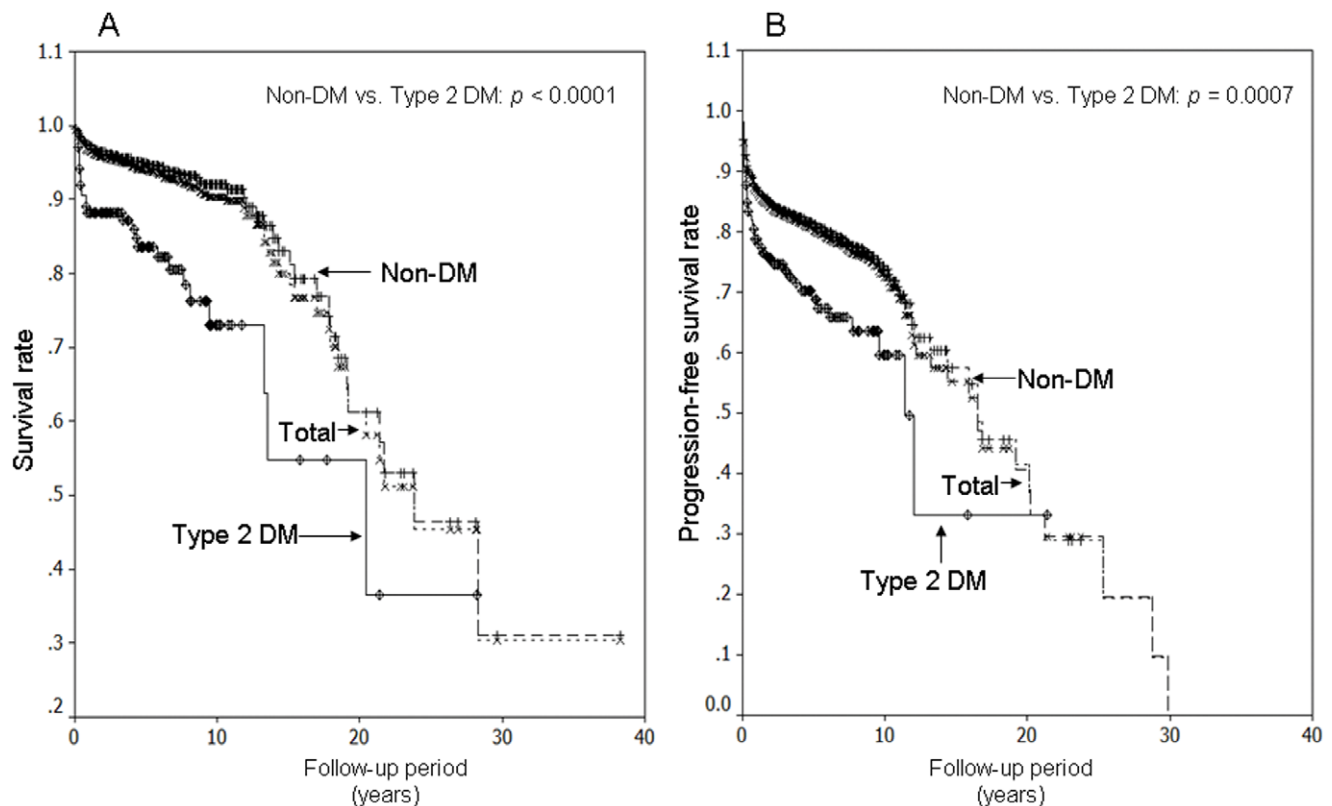 A
Non-DM vs. Type 2 DM: p < 0.0001
1.1
1.0
.9
.8
.7
.6
.5
.4
.3
.2
Survival rate
Non-DM
Total
Type 2 DM
0 10 20 30 40
Follow-up period
(years)
B
Non-DM vs. Type 2 DM: p = 0.0007
1.1
1.0
.9
.8
.7
.6
.5
.4
.3
.2
.1
0.0
Progression-free survival rate
Non-DM
Total
Type 2 DM
0 10 20 30 40
Follow-up period
(years)